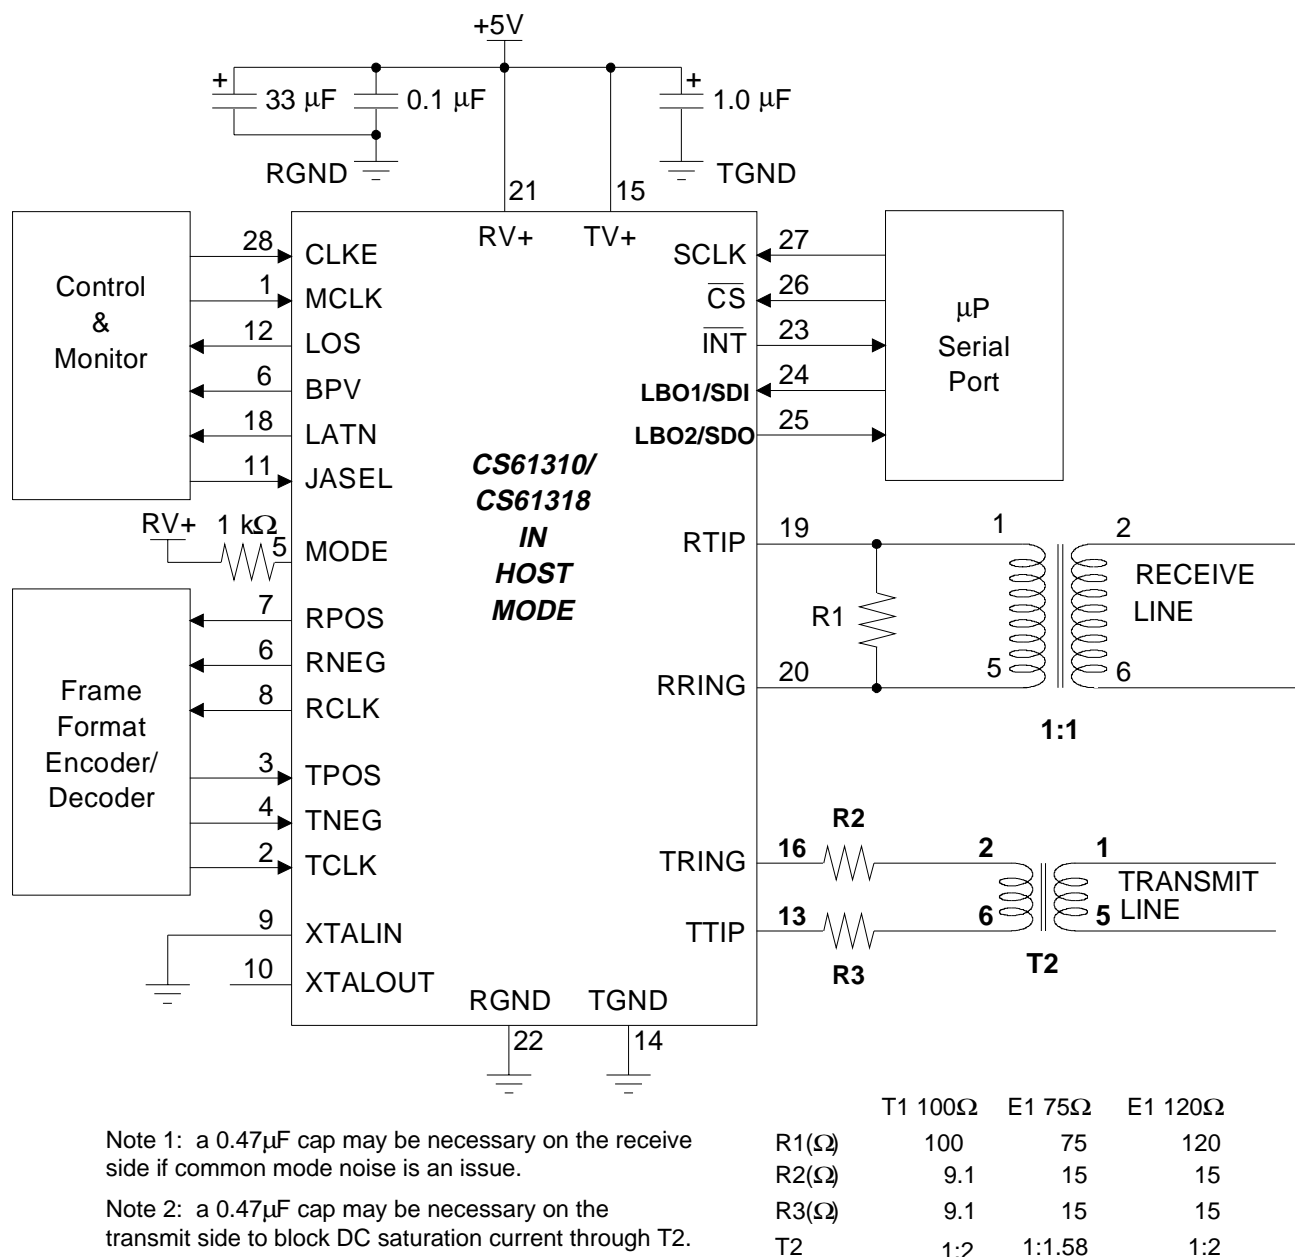 +5V
+ 33 µF
0.1 µF
+ 1.0 µF
RGND
TGND
21
15
RV+
TV+
Control
&
Monitor
28 CLKE
1 MCLK
12 LOS
6 BPV
18 LATN
11 JASEL
RV+ 1 kΩ
5 MODE
SCLK 27
CS 26
INT 23
LBO1/SDI 24
LBO2/SDO 25
µP
Serial
Port
CS61310/
CS61318
IN
HOST
MODE
Frame
Format
Encoder/
Decoder
7 RPOS
6 RNEG
8 RCLK
3 TPOS
4 TNEG
2 TCLK
9 XTALIN
10 XTALOUT
RTIP 19
R1
RRING 20
1
2
5
6
RECEIVE
LINE
1:1
TRING 16
R2
TTIP 13
R3
2
1
6
5
TRANSMIT
LINE
T2
RGND
TGND
22
14
Note 1: a 0.47µF cap may be necessary on the receive
side if common mode noise is an issue.
Note 2: a 0.47µF cap may be necessary on the
transmit side to block DC saturation current through T2.
T1 100Ω E1 75Ω E1 120Ω
R1(Ω) 100 75 120
R2(Ω) 9.1 15 15
R3(Ω) 9.1 15 15
T2 1:2 1:1.58 1:2